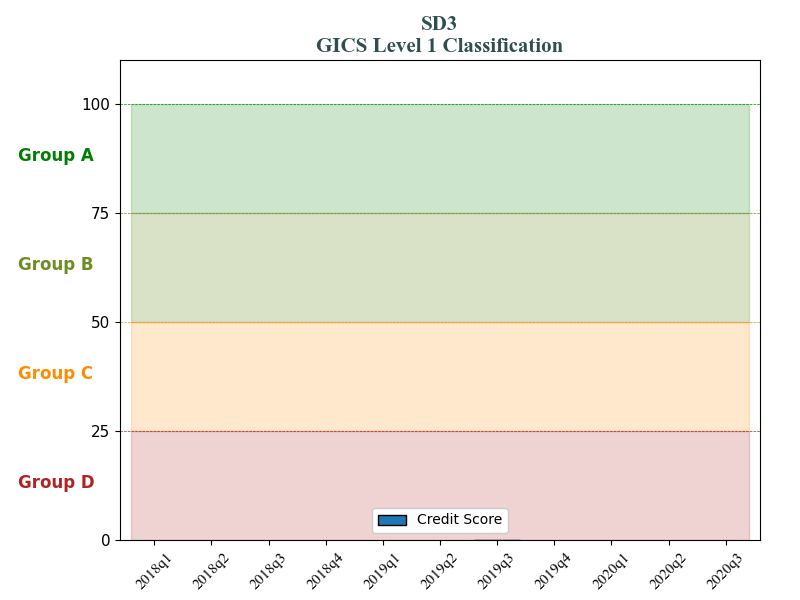 SD3
GICS Level 1 Classification
100
Group A
75
Group B
50
Group C
25
Group D
Credit Score
0
2018q1 2018q2 2018q3 2018q4 2019q1 2019q2 2019q3 2019q4 2020q1 2020q2 2020q3